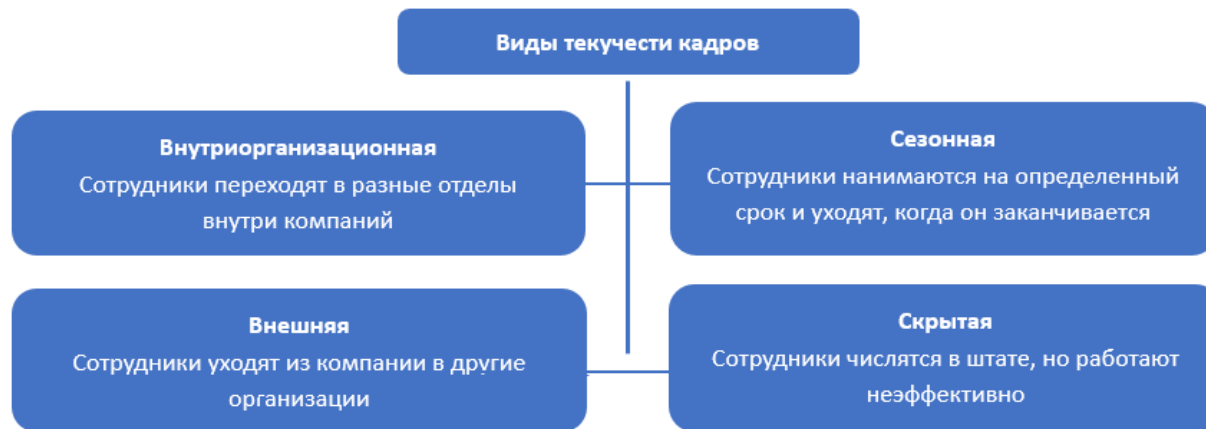 Виды текучести кадров
Внутриорганизационная
Сотрудники переходят в разные отделы
внутри компаний
Сезонная
Сотрудники нанимаются на определенный
срок и уходят, когда он заканчивается
Внешняя
Сотрудники уходят из компании в другие
организации
Скрытая
Сотрудники числятся в штате, но работают
неэффективно